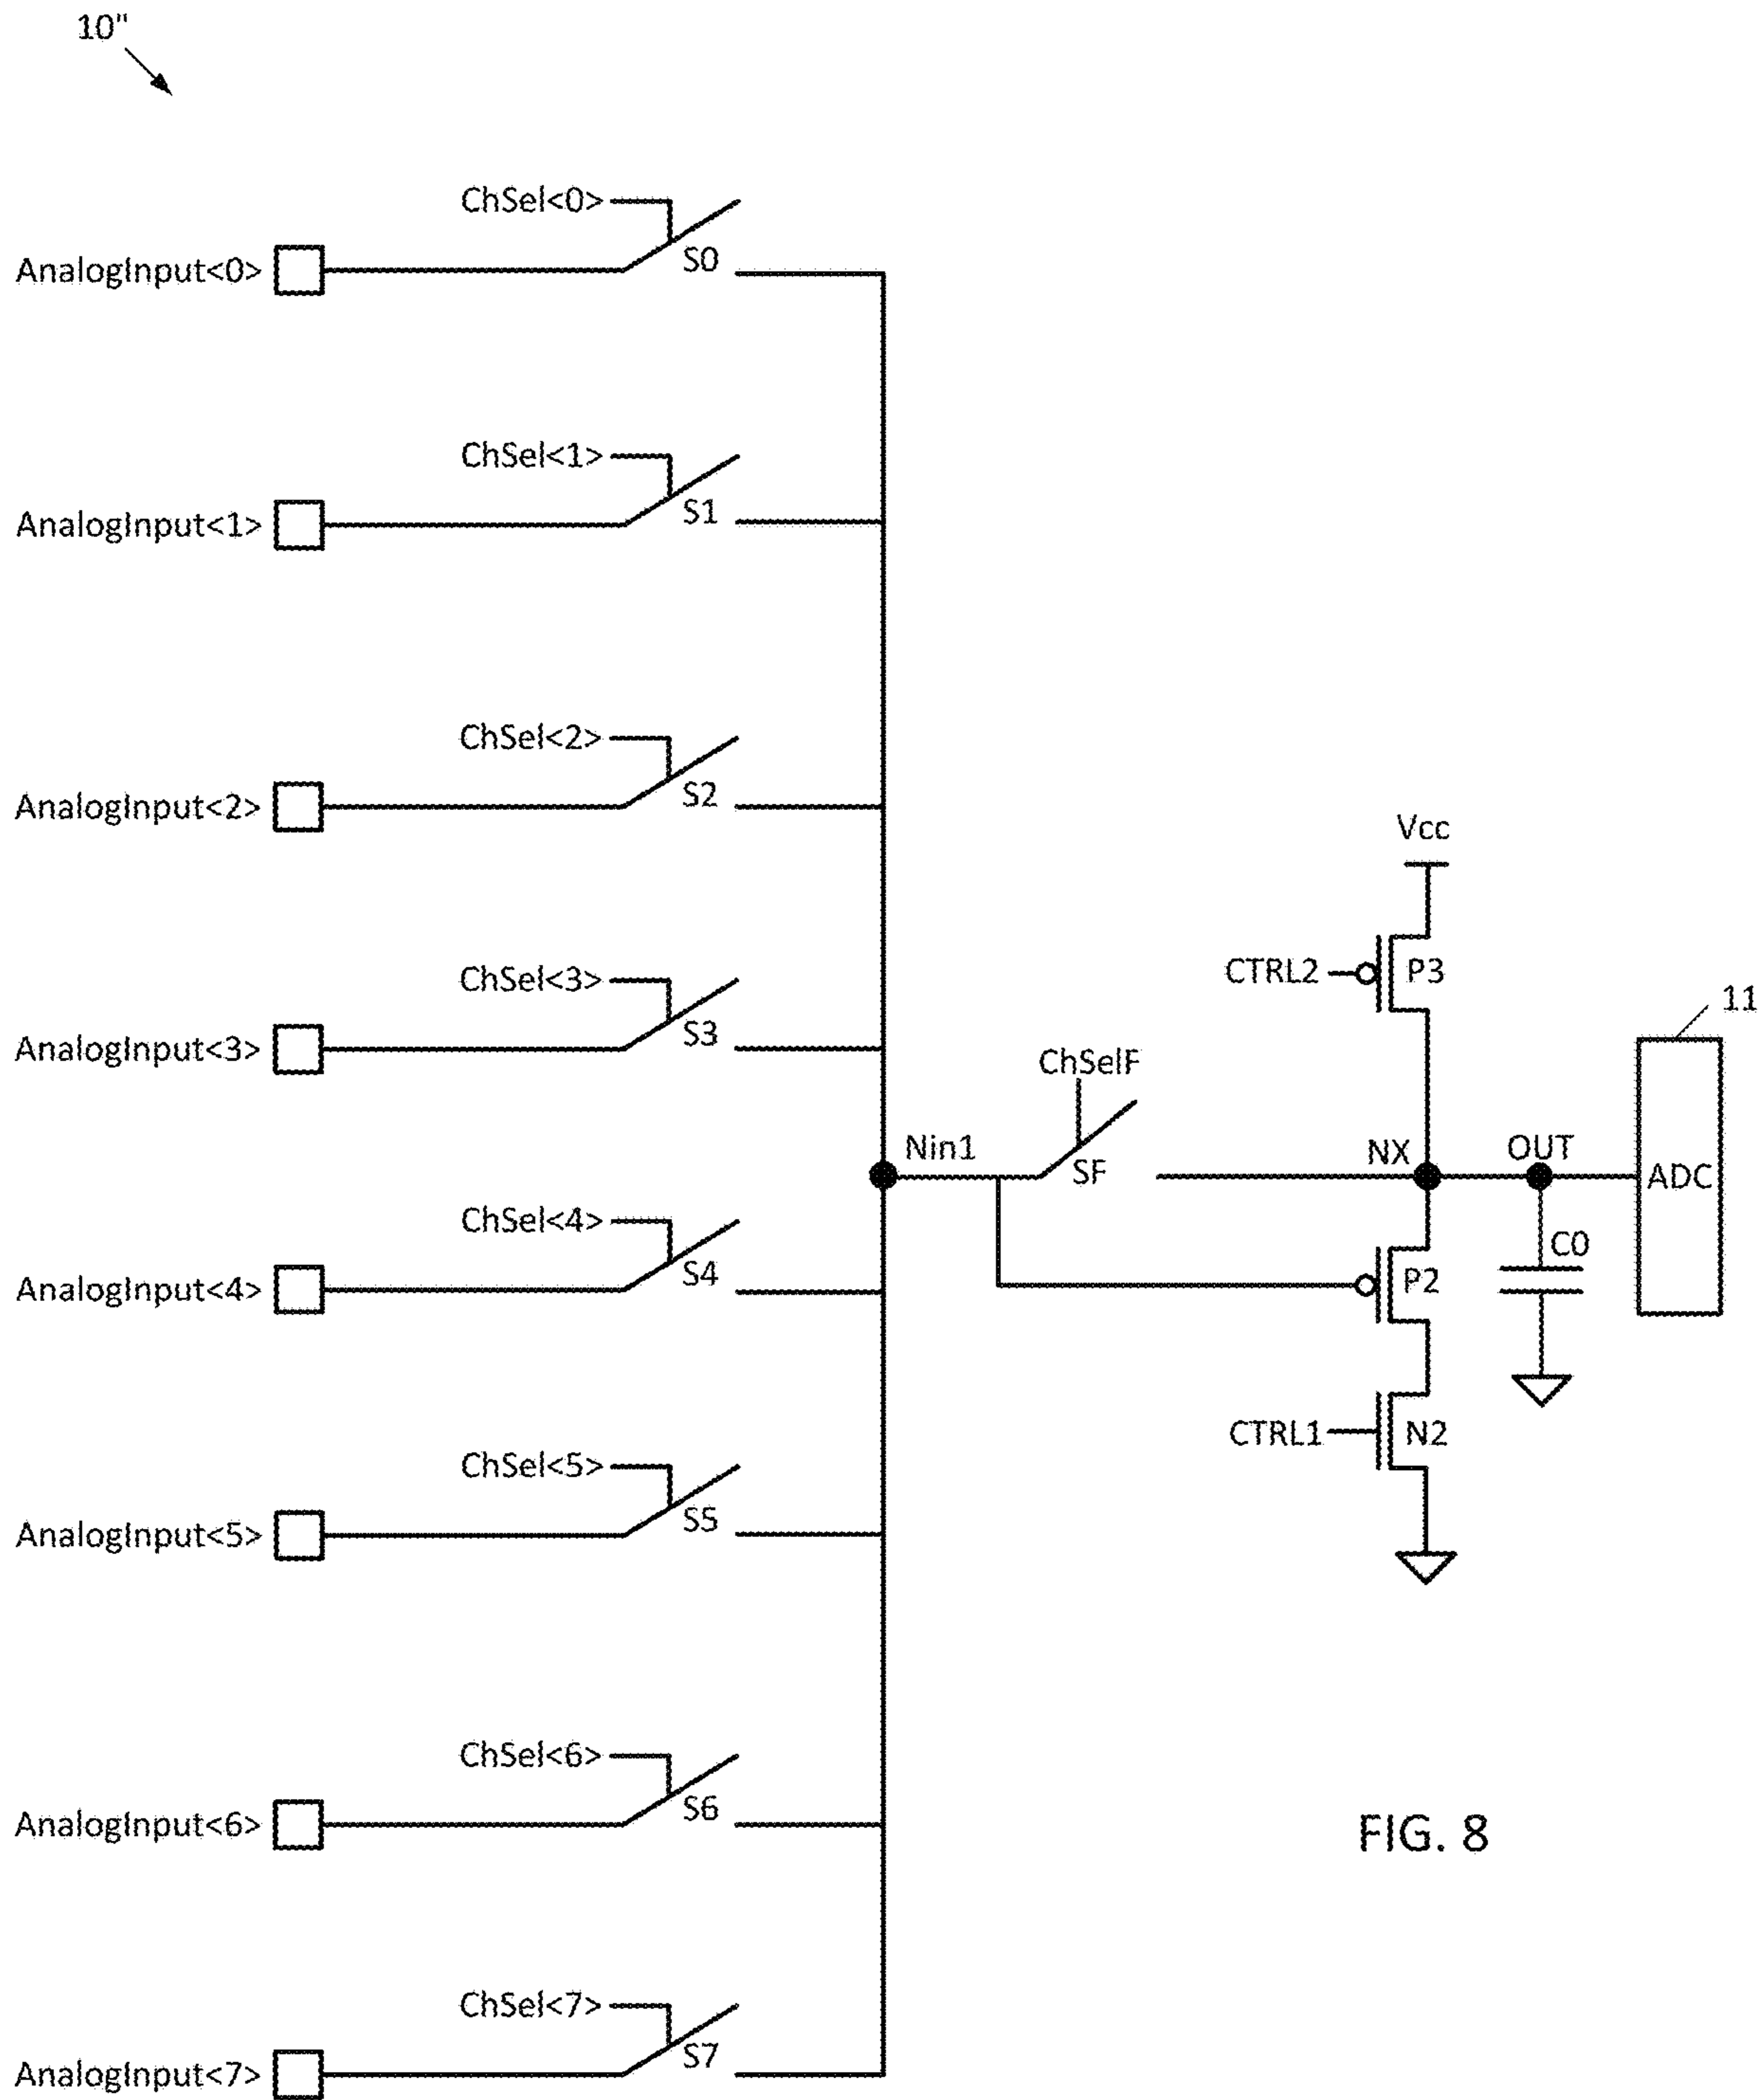 10"
ChSel<0>
S0
AnalogInput<0>
ChSel<1>
S1
AnalogInput<1>
ChSel<2>
S2
AnalogInput<2>
Vcc
CTRL2
P3
ChSel<3>
S3
AnalogInput<3>
11
ChSelF
SF
Nin1
NX
OUT
ADC
C0
P2
ChSel<4>
S4
AnalogInput<4>
CTRL1
N2
ChSel<5>
S5
AnalogInput<5>
ChSel<6>
S6
AnalogInput<6>
FIG. 8
ChSel<7>
S7
AnalogInput<7>